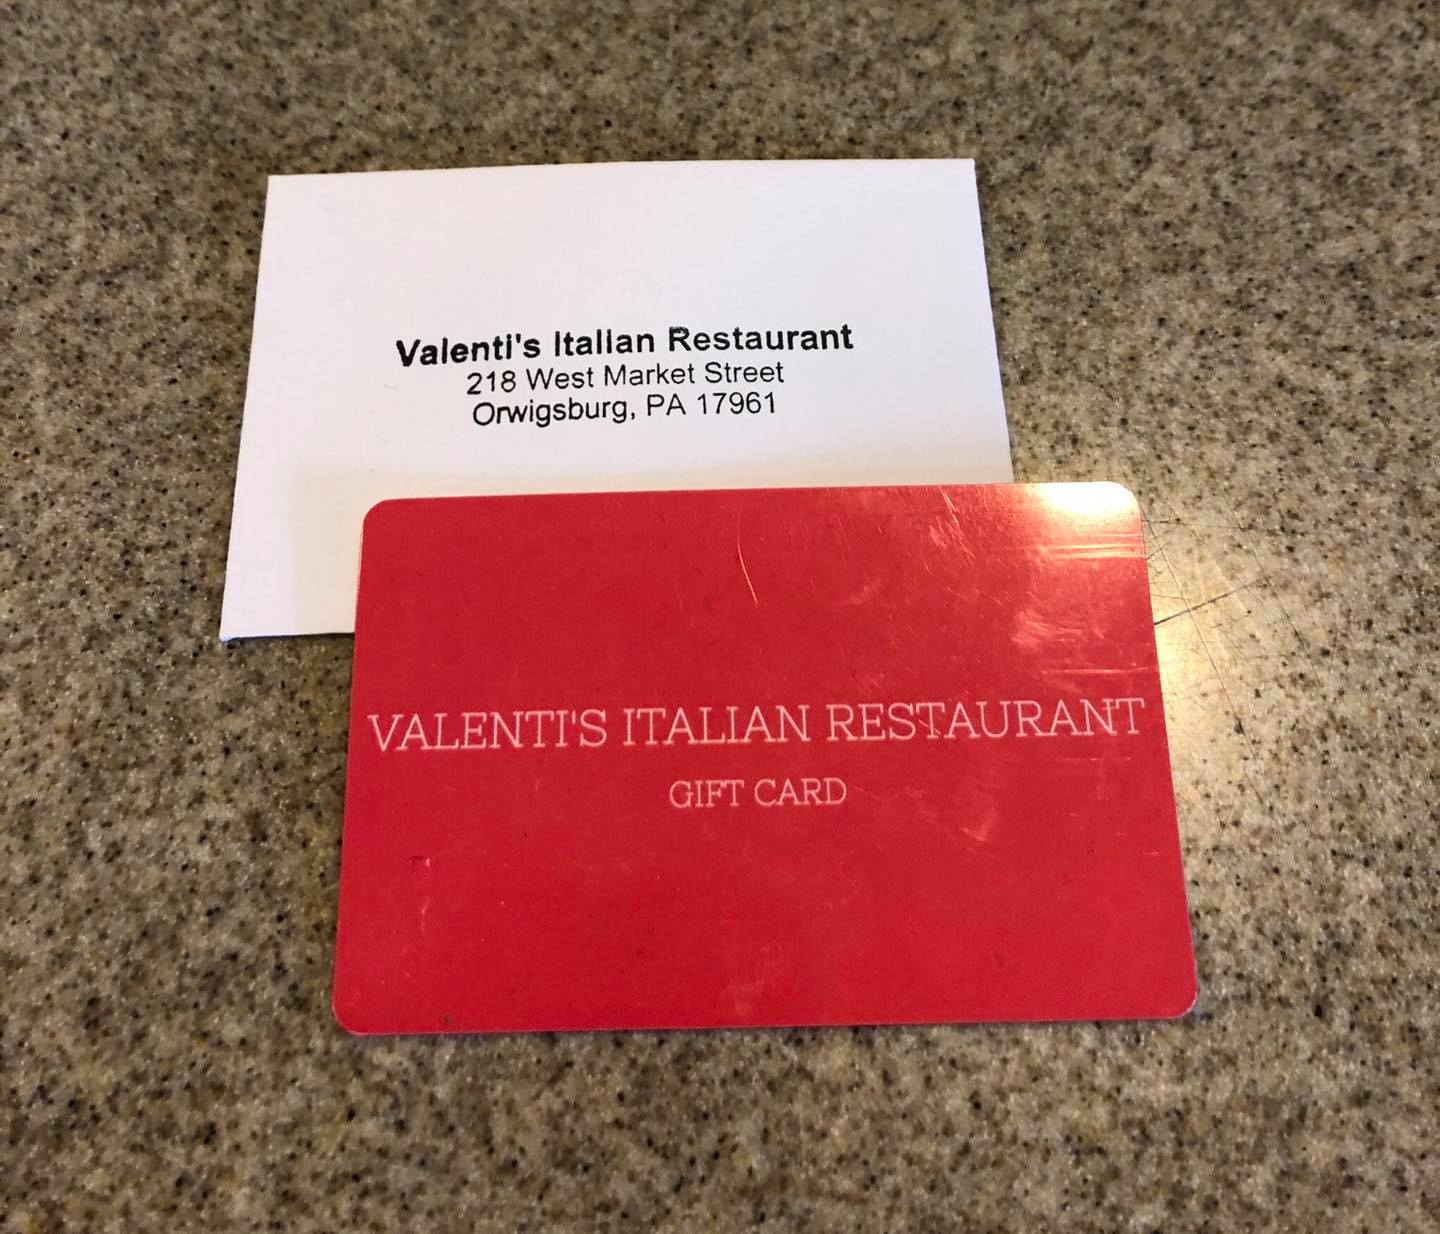 Valenti's Italian Restaurant
218 West Market Street
Orwigsburg, PA 17961
VALENTI'S ITALIAN RESTAURANT
GIFT CARD